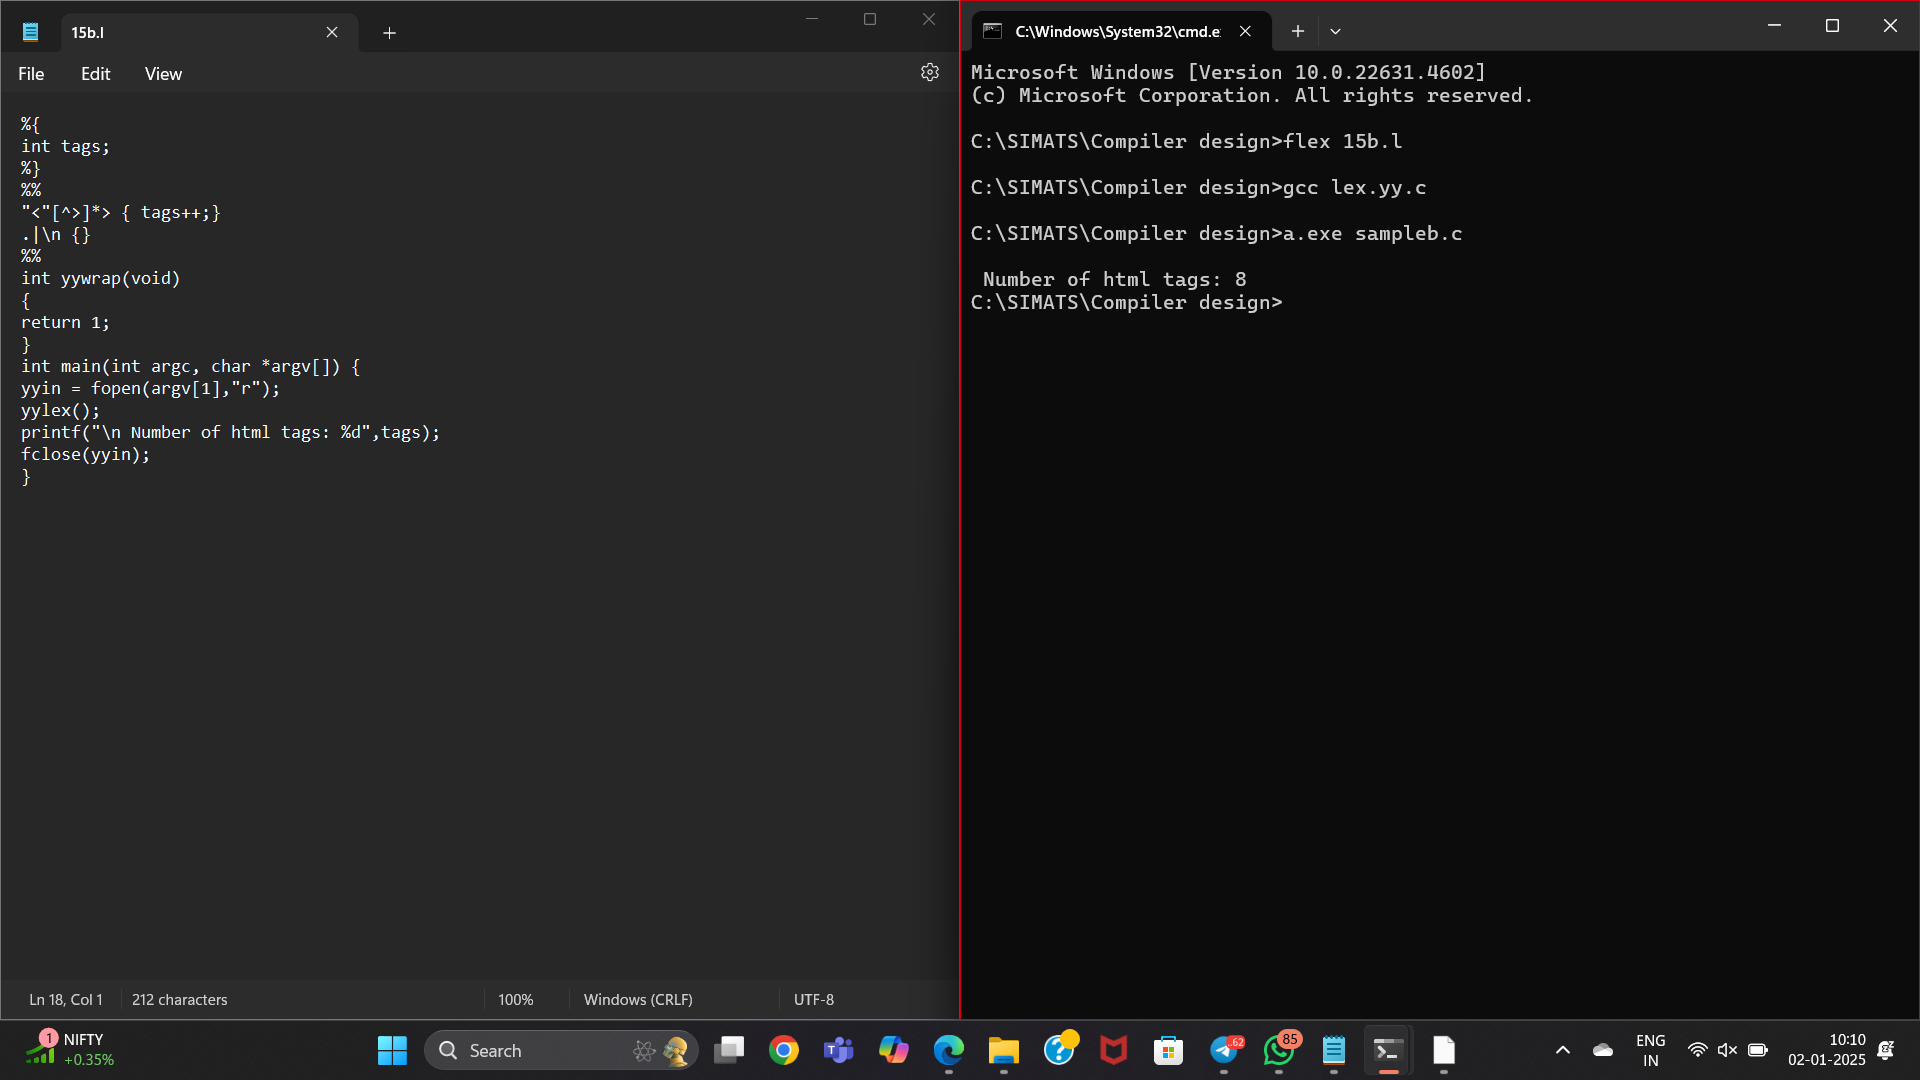 15b.l
File Edit View
%{
int tags;
%}
%%
"<"[^>]*> { tags++;}
.|\n {}
%%
int yywrap(void)
{
return 1;
}
int main(int argc, char *argv[]) {
yyin = fopen(argv[1],"r");
yylex();
printf("\n Number of html tags: %d",tags);
fclose(yyin);
}
Ln 18, Col 1 212 characters 100% Windows (CRLF) UTF-8
C:\Windows\System32\cmd.e
Microsoft Windows [Version 10.0.22631.4602]
(c) Microsoft Corporation. All rights reserved.
C:\SIMATS\Compiler design>flex 15b.l
C:\SIMATS\Compiler design>gcc lex.yy.c
C:\SIMATS\Compiler design>a.exe sampleb.c
Number of html tags: 8
C:\SIMATS\Compiler design>
1 NIFTY
+0.35%
Search
62
85
ENG
IN
10:10
02-01-2025